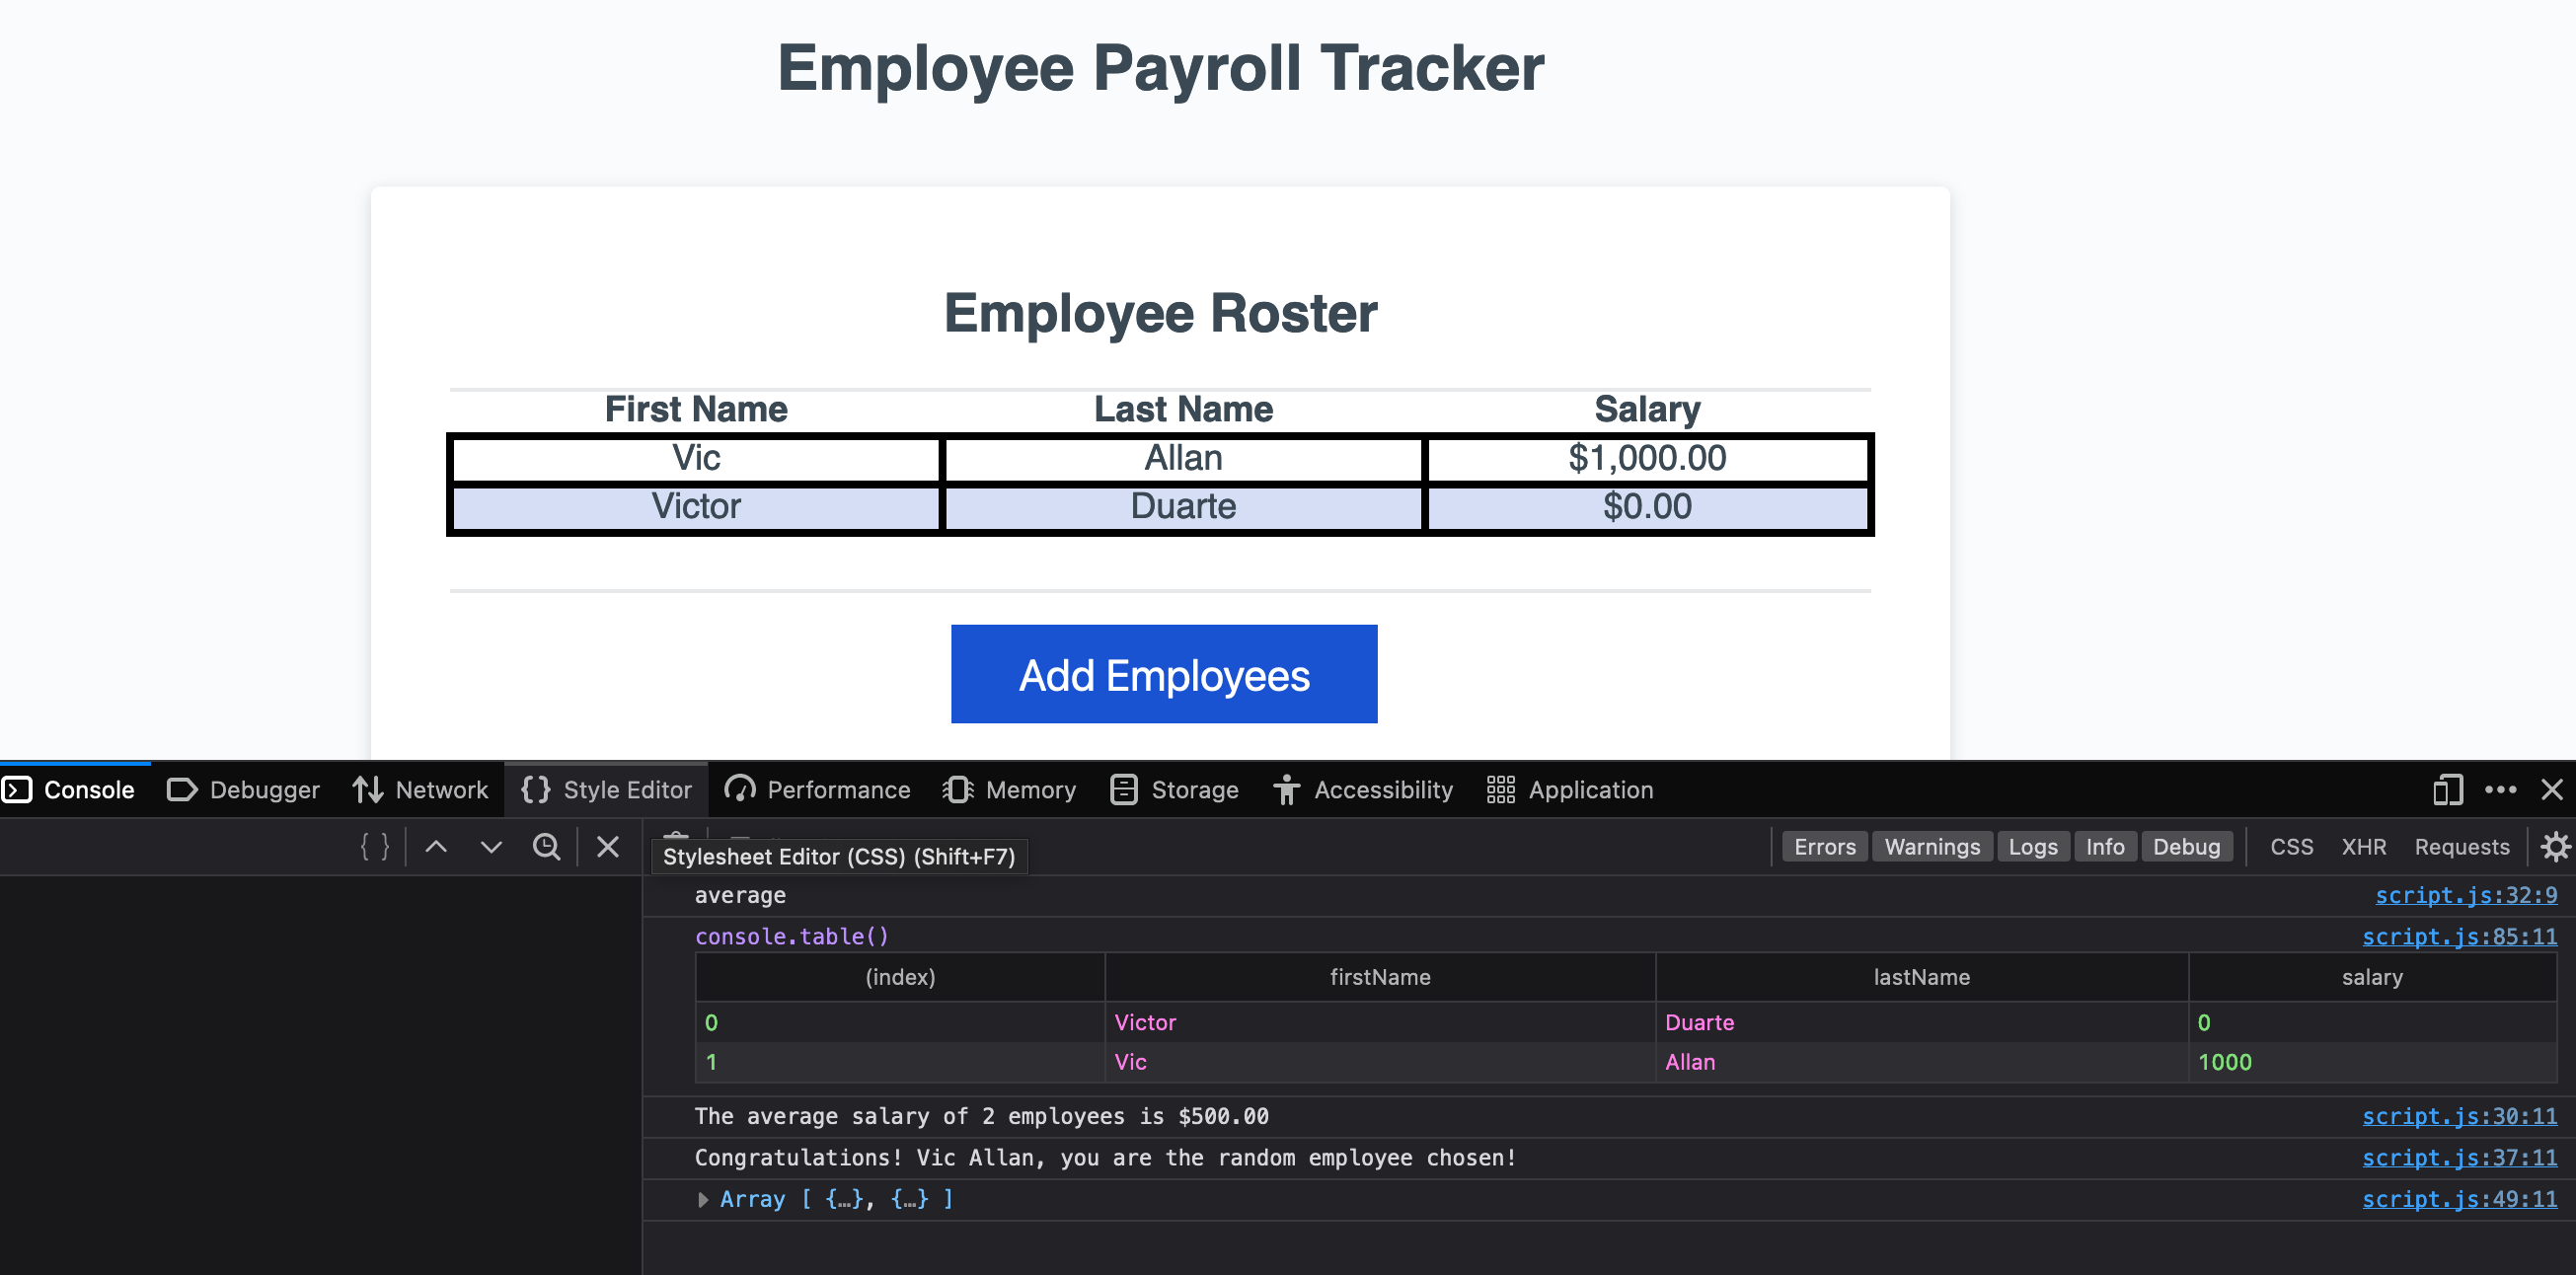 Employee Payroll Tracker
Employee Roster
First Name Last Name Salary
Vic Allan $1,000.00
Victor Duarte $0.00
Add Employees
Console Debugger Network {} Style Editor Performance Memory Storage Accessibility Application
{ } Stylesheet Editor (CSS) (Shift+F7) Errors Warnings Logs Info Debug CSS XHR Requests
average script.js:32:9
console.table() script.js:85:11
(index) firstName lastName salary
0 Victor Duarte 0
1 Vic Allan 1000
The average salary of 2 employees is $500.00 script.js:30:11
Congratulations! Vic Allan, you are the random employee chosen! script.js:37:11
Array [ {…}, {…} ] script.js:49:11